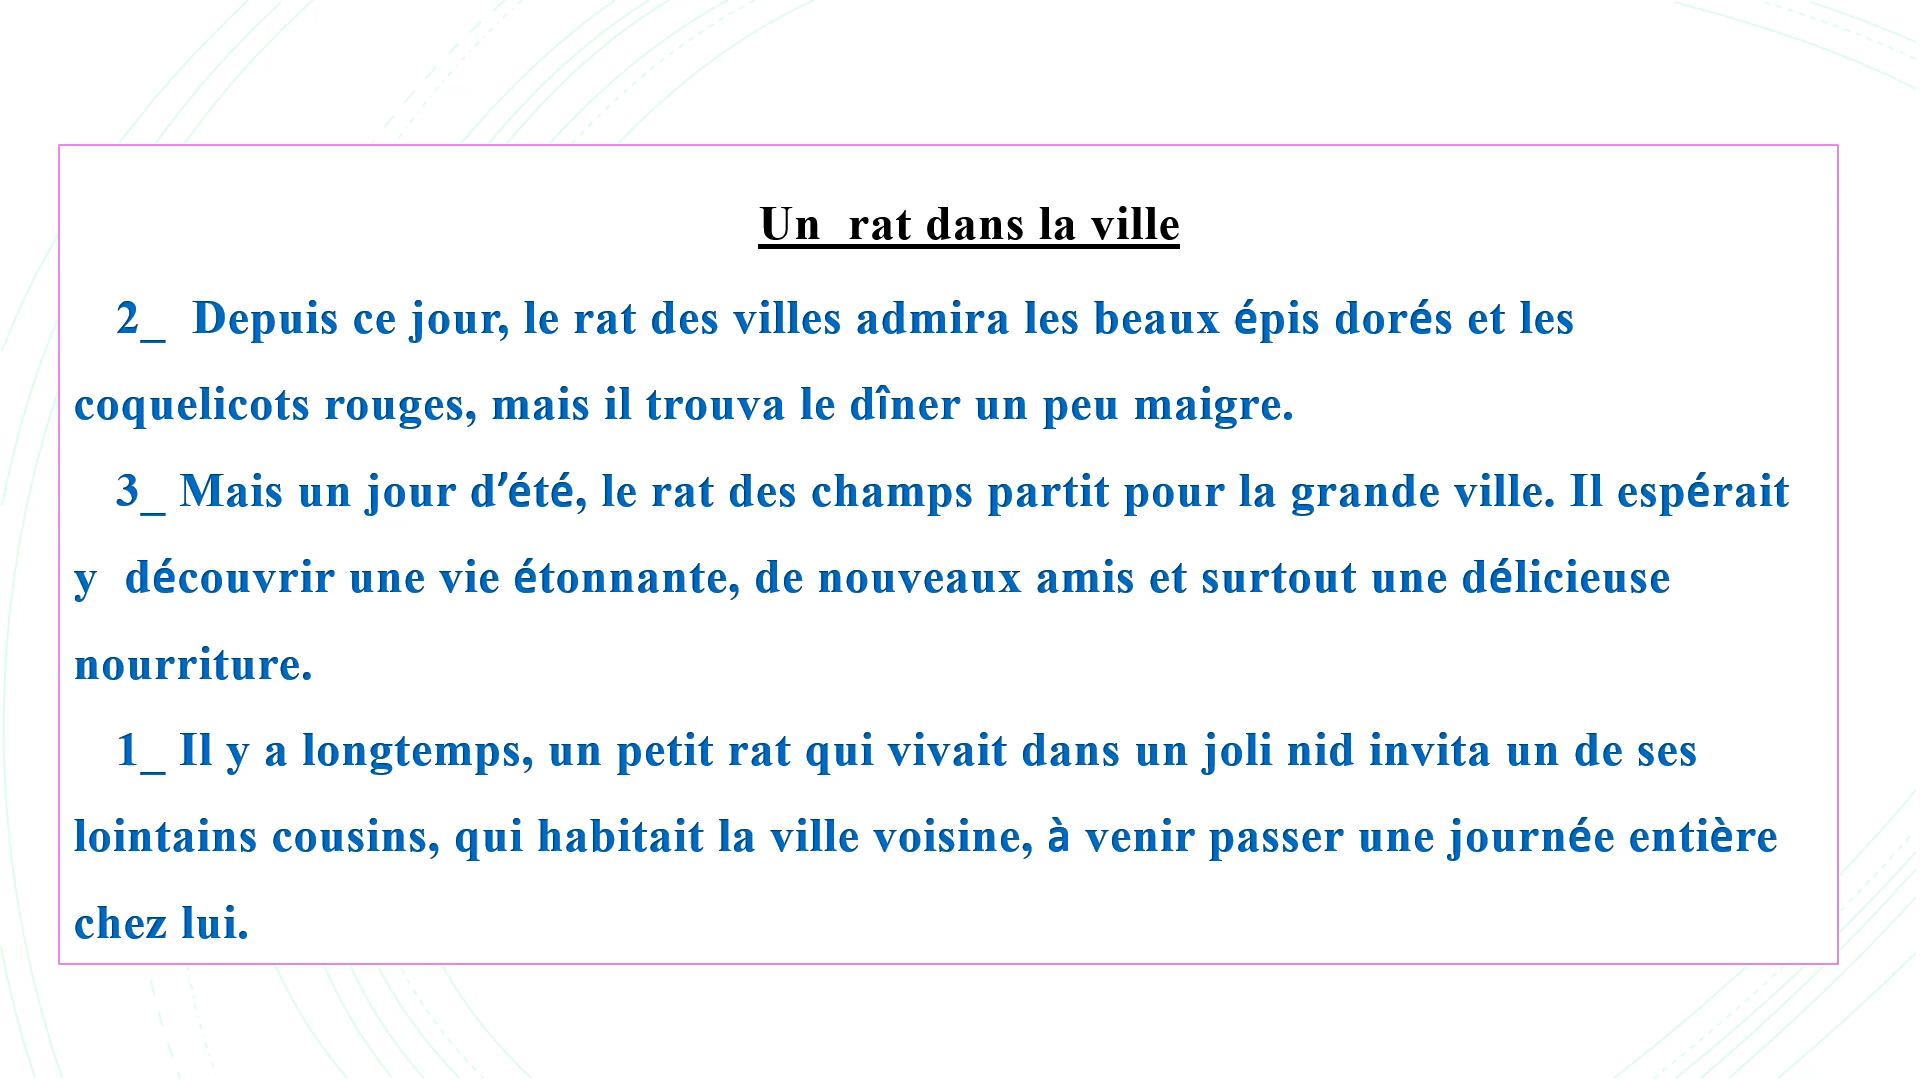 Un rat dans la ville
2_ Depuis ce jour, le rat des villes admira les beaux épis dorés et les
coquelicots rouges, mais il trouva le dîner un peu maigre.
3_ Mais un jour d’été, le rat des champs partit pour la grande ville. Il espérait
y découvrir une vie étonnante, de nouveaux amis et surtout une délicieuse
nourriture.
1_ Il y a longtemps, un petit rat qui vivait dans un joli nid invita un de ses
lointains cousins, qui habitait la ville voisine, à venir passer une journée entière
chez lui.